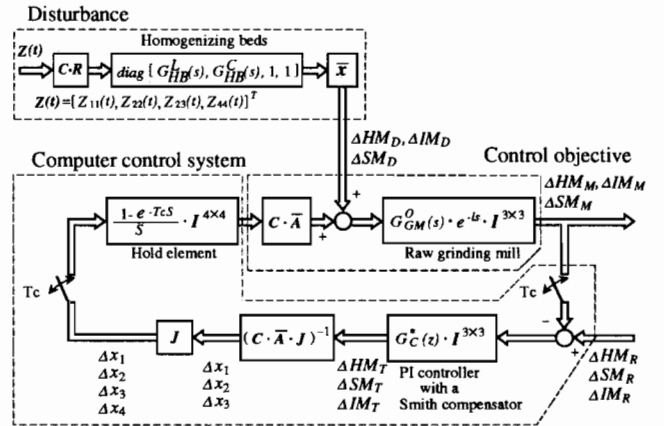 Disturbance
Z(t)
C·R
Homogenizing beds
diag { G^L_HB(s), G^C_HB(s), 1, 1 }
x̄
Z(t)=[ Z11(t), Z22(t), Z23(t), Z44(t) ]^T
ΔHM_D, ΔIM_D
ΔSM_D
Computer control system
Control objective
ΔHM_M, ΔIM_M
ΔSM_M
1- e^-TcS / S · I^4×4
Hold element
C · Ā
+
+
G^O_GM(s) • e^-ls • I^3×3
Raw grinding mill
Tc
Tc
J
( C · Ā · J )^-1
G^*_C(z) · I^3×3
−
+
Δx1
Δx2
Δx3
Δx4
Δx1
Δx2
Δx3
ΔHM_T
ΔSM_T
ΔIM_T
PI controller
with a
Smith compensator
ΔHM_R
ΔSM_R
ΔIM_R